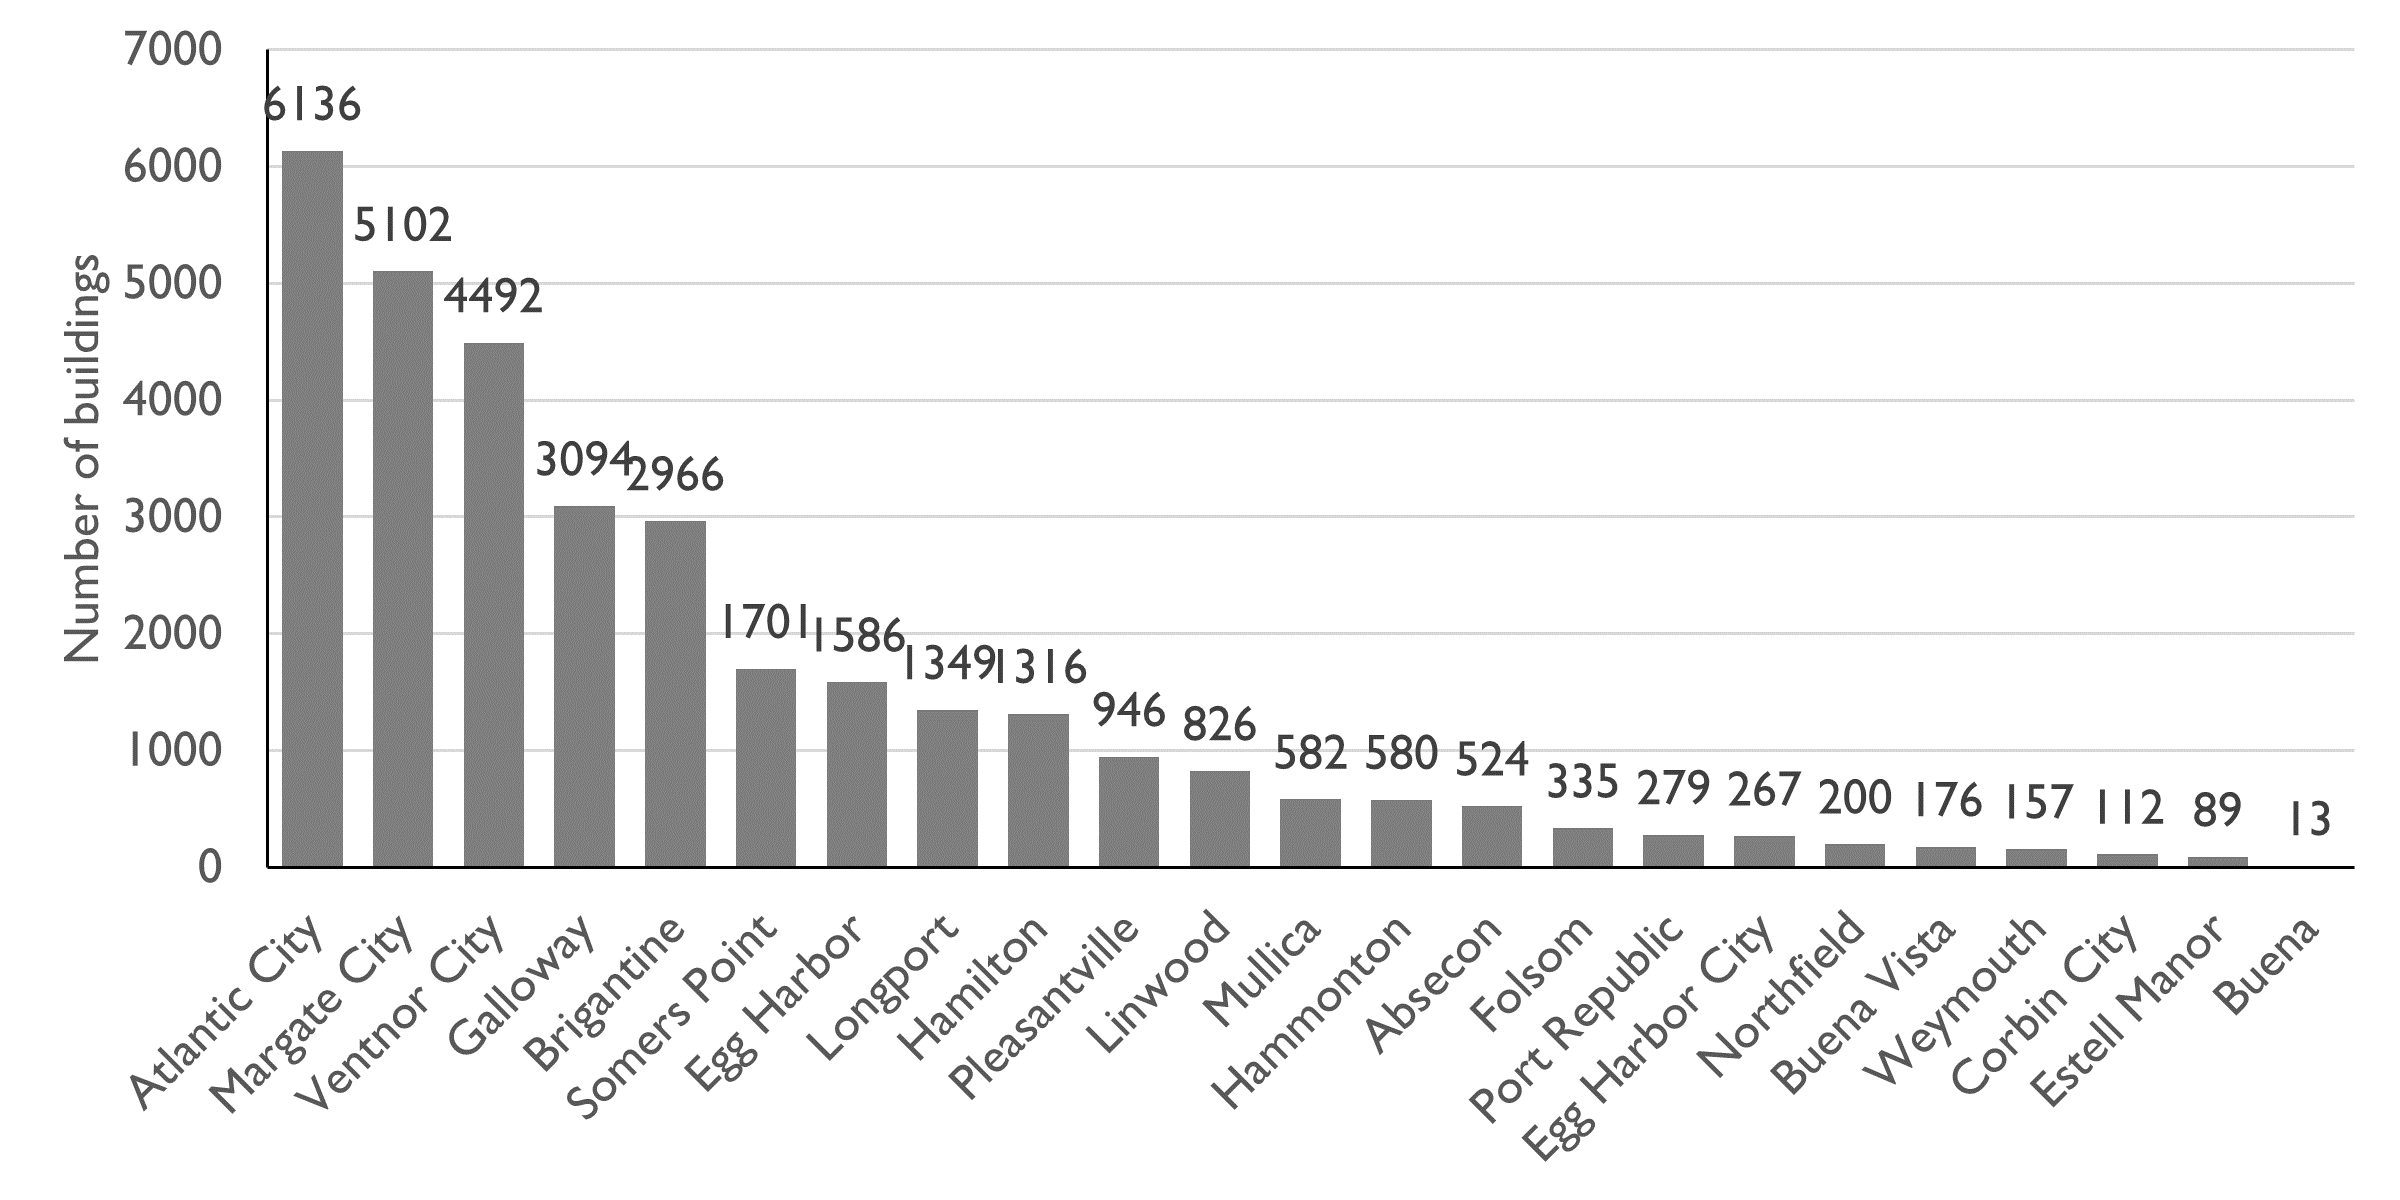 7000
6000
5000
4000
3000
2000
1000
0
Number of buildings
6136
5102
4492
3094
2966
1701
1586
1349
1316
946
826
582
580
524
335
279
267
200
176
157
112
89
13
Atlantic City
Margate City
Ventnor City
Galloway
Brigantine
Somers Point
Egg Harbor
Longport
Hamilton
Pleasantville
Linwood
Mullica
Hammonton
Absecon
Folsom
Port Republic
Egg Harbor City
Northfield
Buena Vista
Weymouth
Corbin City
Estell Manor
Buena